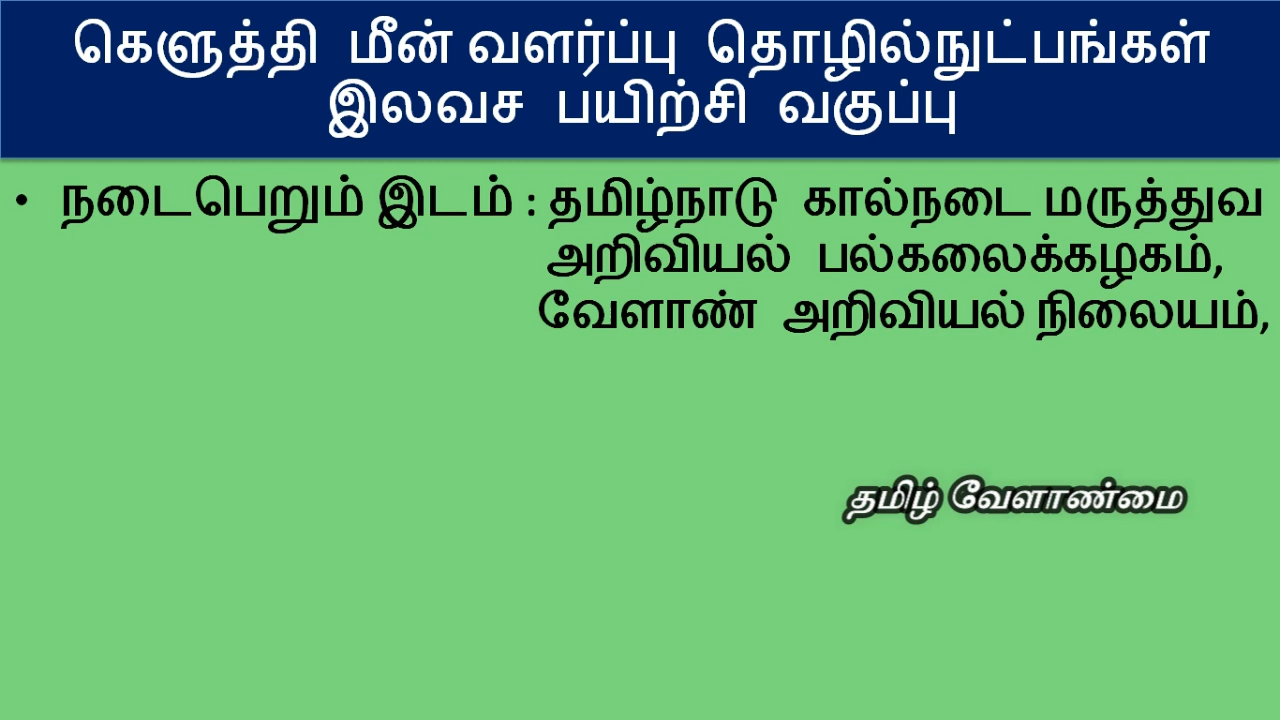 கெளுத்தி மீன் வளர்ப்பு தொழில்நுட்பங்கள்
இலவச பயிற்சி வகுப்பு
• நடைபெறும் இடம் : தமிழ்நாடு கால்நடை மருத்துவ
அறிவியல் பல்கலைக்கழகம்,
வேளாண் அறிவியல் நிலையம்,
தமிழ் வேளாண்மை